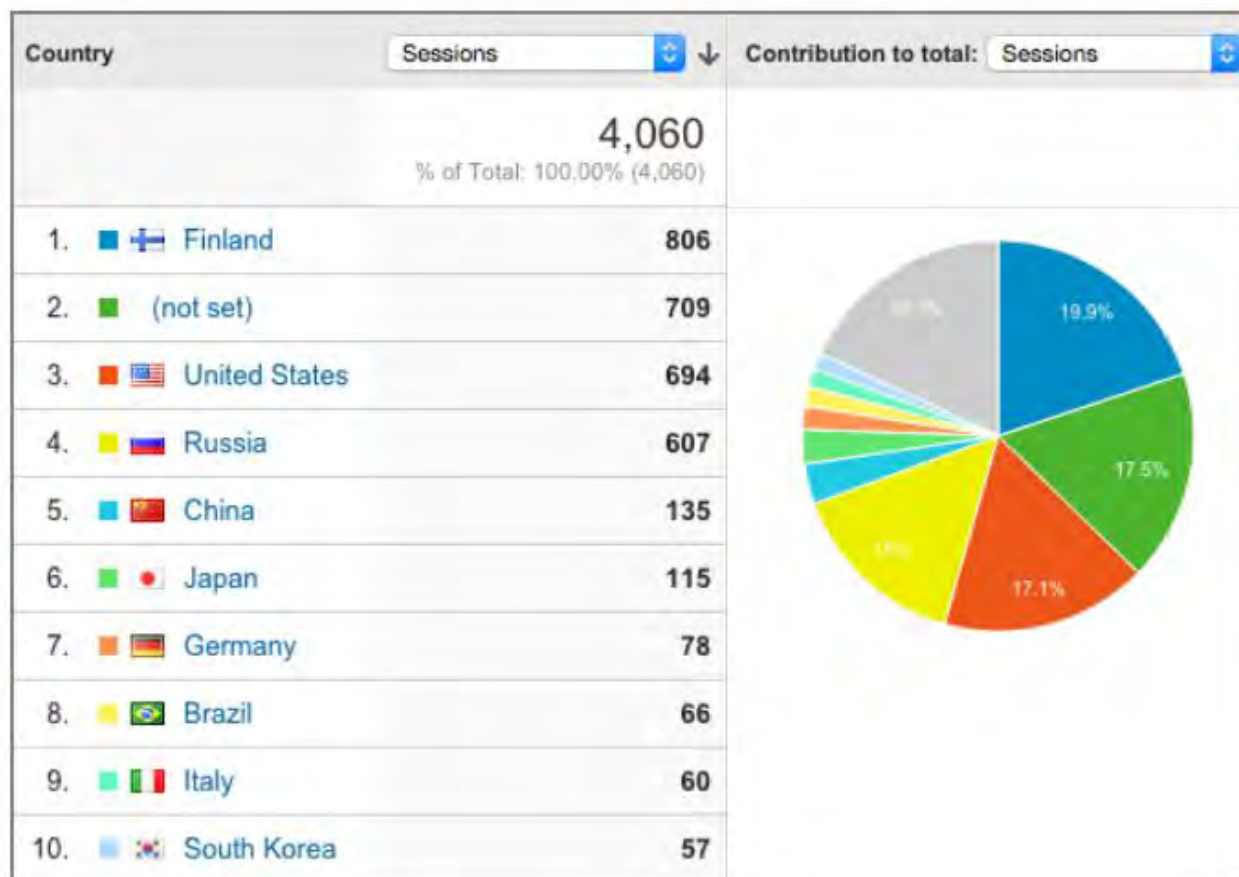 Country Sessions Contribution to total: Sessions
4,060
% of Total: 100.00% (4,060)
1. Finland 806
2. (not set) 709
3. United States 694
4. Russia 607
5. China 135
6. Japan 115
7. Germany 78
8. Brazil 66
9. Italy 60
10. South Korea 57
19.9%
17.5%
17.1%